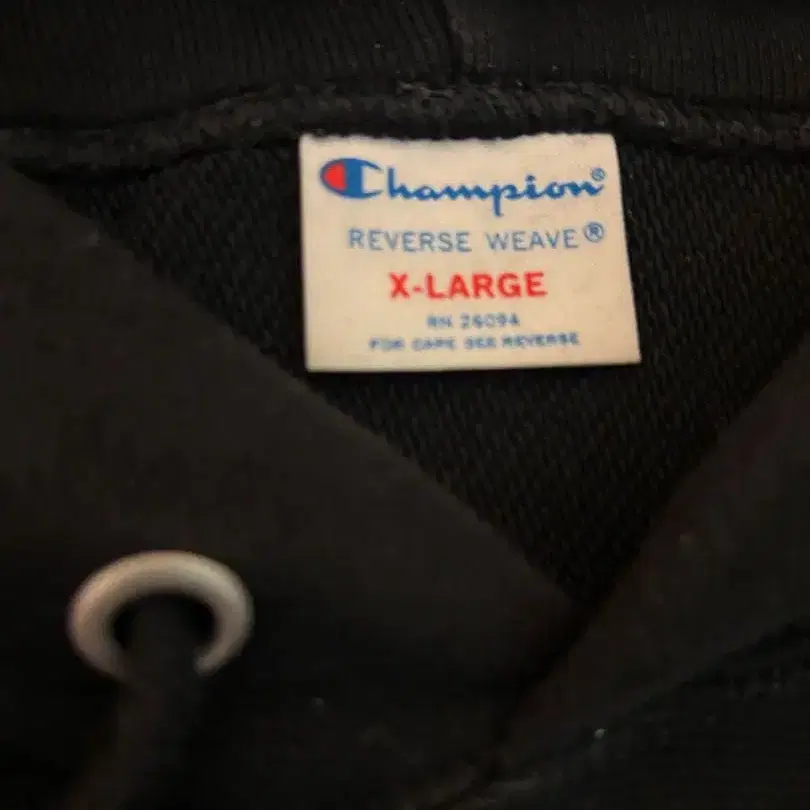 Champion®
REVERSE WEAVE®
X-LARGE
RN 26094
FOR CARE SEE REVERSE